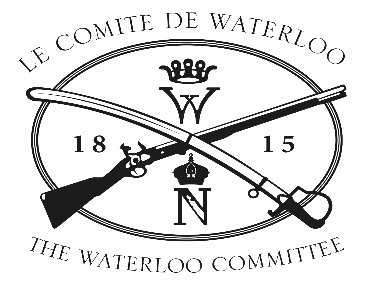 LE COMITE DE WATERLOO
W
18 15
N
THE WATERLOO COMMITTEE